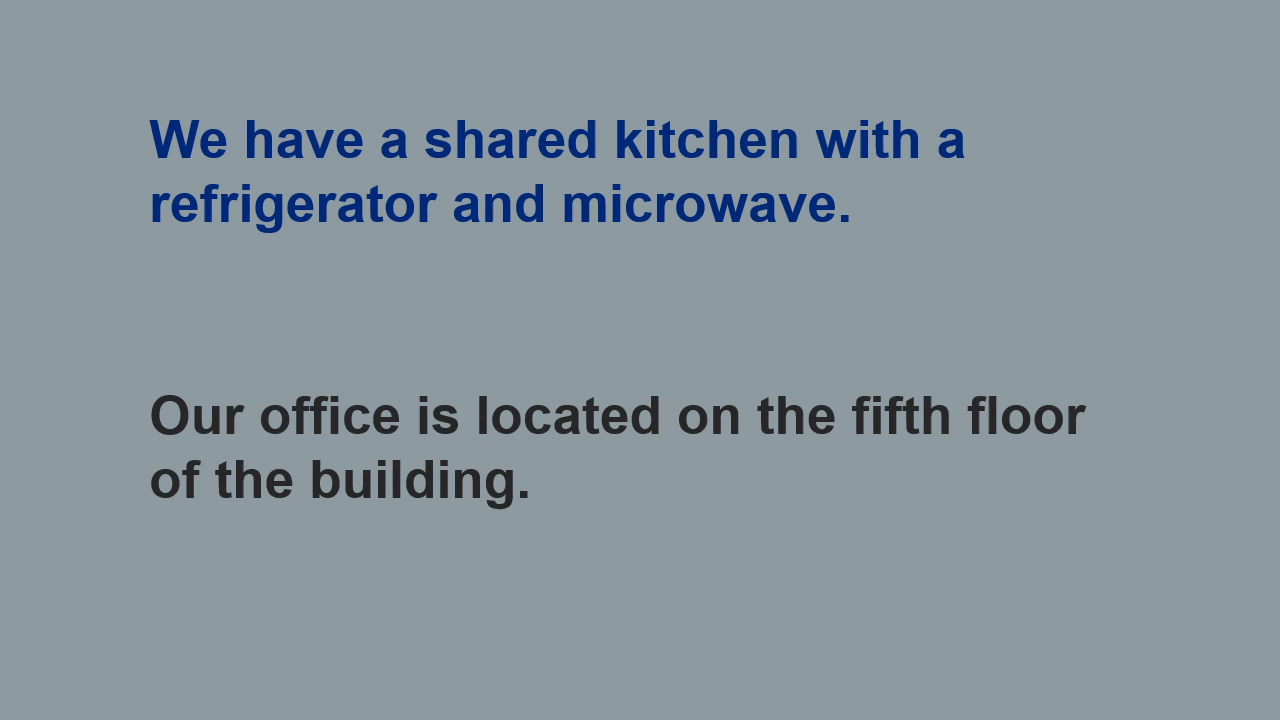 We have a shared kitchen with a
refrigerator and microwave.
Our office is located on the fifth floor
of the building.